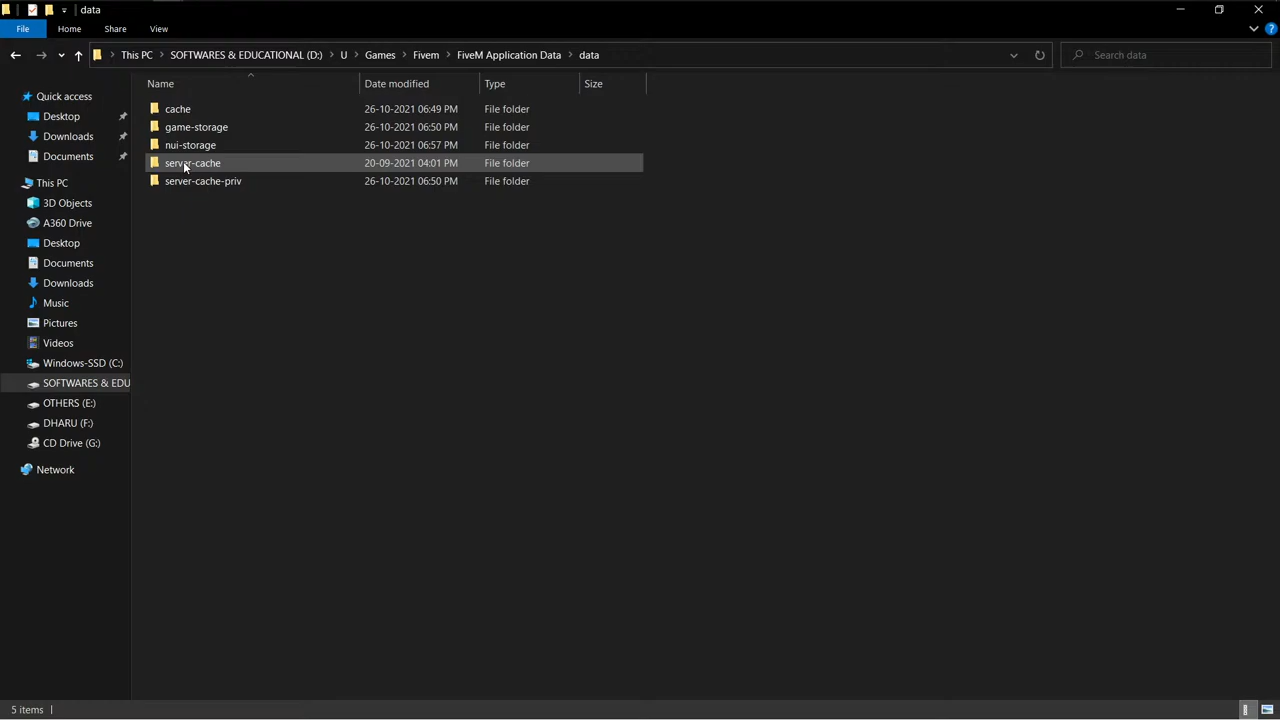 data
File Home Share View
This PC > SOFTWARES & EDUCATIONAL (D:) > U > Games > Fivem > FiveM Application Data > data
Search data
Name Date modified Type Size
cache 26-10-2021 06:49 PM File folder
game-storage 26-10-2021 06:50 PM File folder
nui-storage 26-10-2021 06:57 PM File folder
server-cache 20-09-2021 04:01 PM File folder
server-cache-priv 26-10-2021 06:50 PM File folder
Quick access
Desktop
Downloads
Documents
This PC
3D Objects
A360 Drive
Desktop
Documents
Downloads
Music
Pictures
Videos
Windows-SSD (C:)
SOFTWARES & EDU
OTHERS (E:)
DHARU (F:)
CD Drive (G:)
Network
5 items